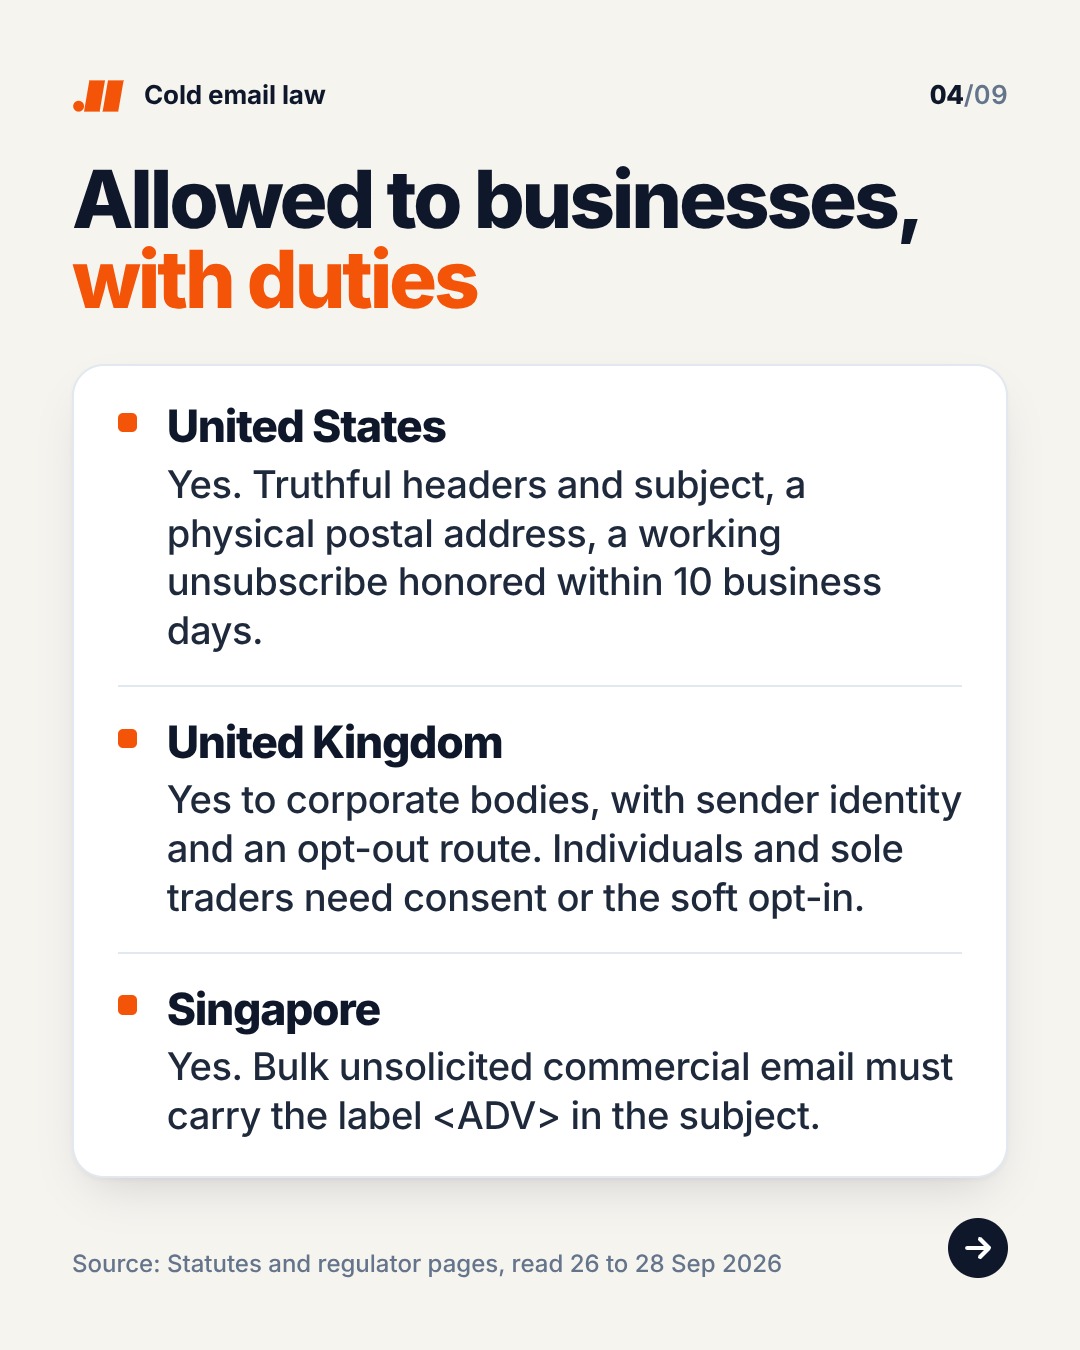 Cold email law
04/09
Allowed to businesses,
with duties
United States
Yes. Truthful headers and subject, a
physical postal address, a working
unsubscribe honored within 10 business
days.
United Kingdom
Yes to corporate bodies, with sender identity
and an opt-out route. Individuals and sole
traders need consent or the soft opt-in.
Singapore
Yes. Bulk unsolicited commercial email must
carry the label <ADV> in the subject.
Source: Statutes and regulator pages, read 26 to 28 Sep 2026